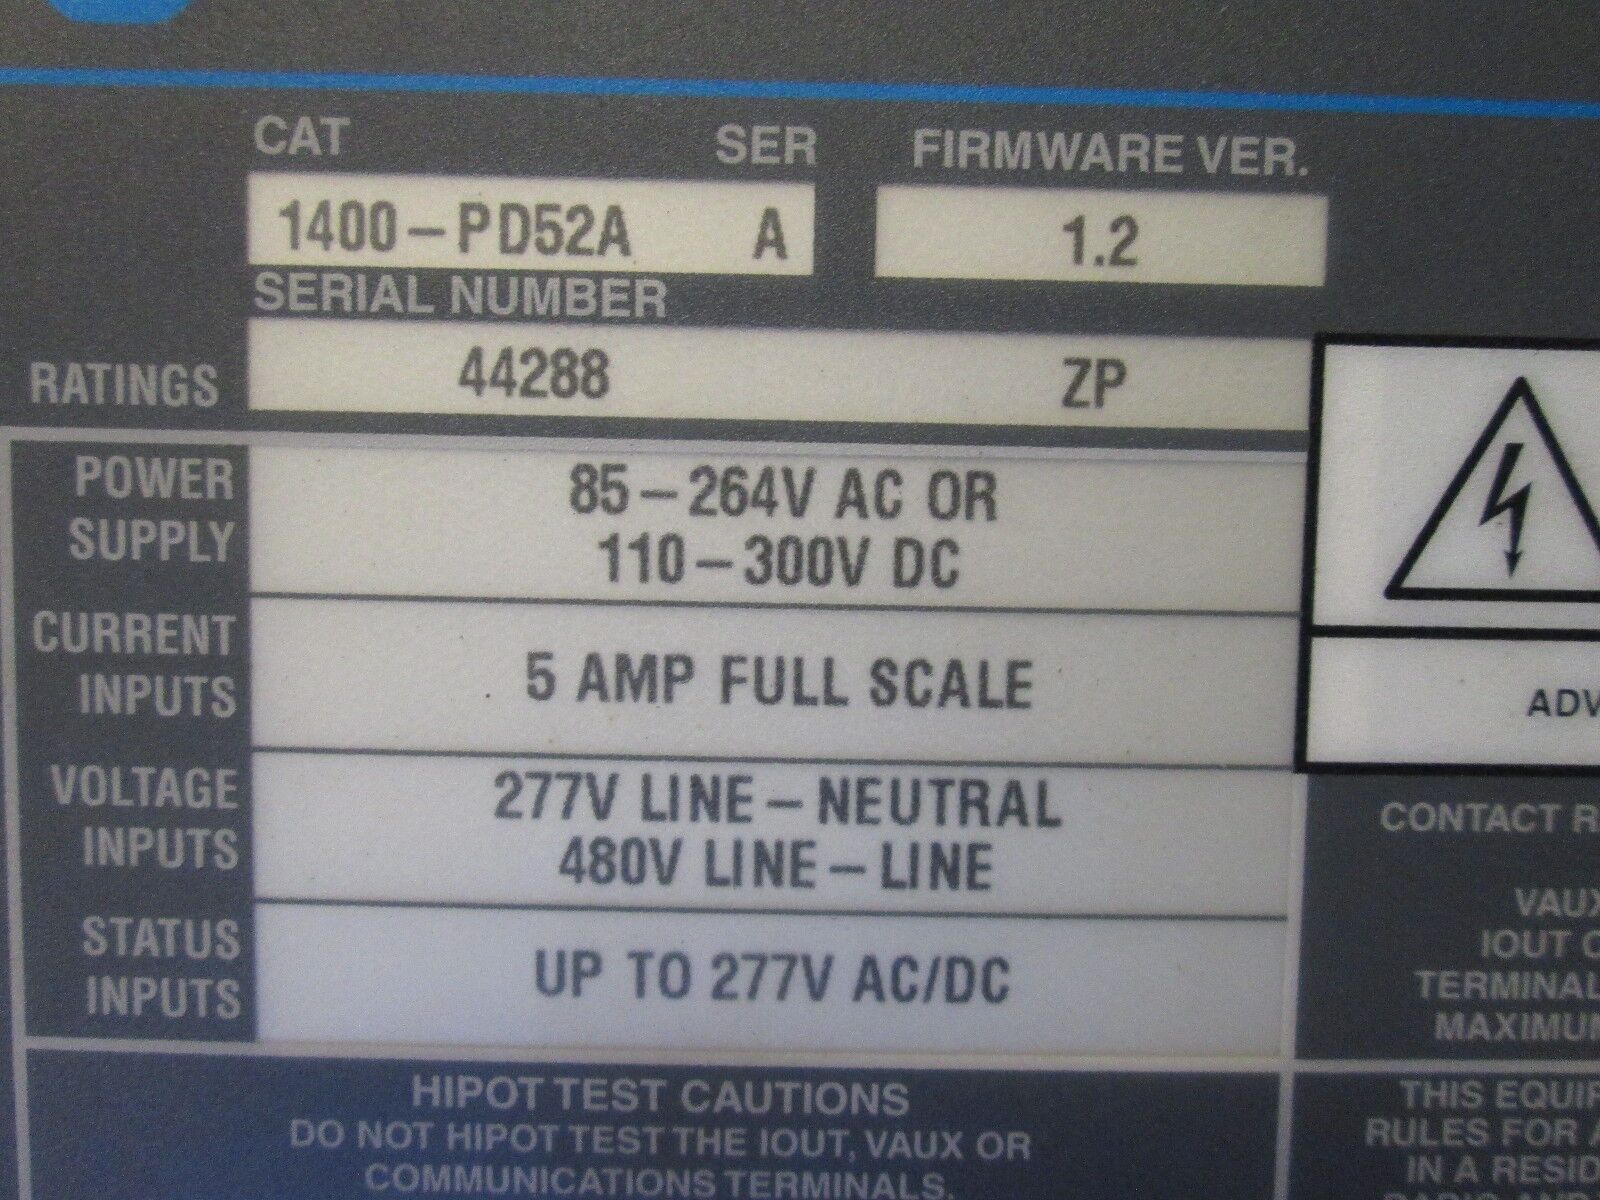 CAT SER FIRMWARE VER.
1400-PD52A A 1.2
SERIAL NUMBER
RATINGS 44288 ZP
POWER SUPPLY
85-264V AC OR
110-300V DC
CURRENT INPUTS
5 AMP FULL SCALE
VOLTAGE INPUTS
277V LINE-NEUTRAL
480V LINE-LINE
STATUS INPUTS
UP TO 277V AC/DC
HIPOT TEST CAUTIONS
DO NOT HIPOT TEST THE IOUT, VAUX OR
COMMUNICATIONS TERMINALS.
ADV
CONTACT R
VAUX
IOUT
TERMINAL
MAXIMUM
THIS EQUIP
RULES FOR A
IN A RESID